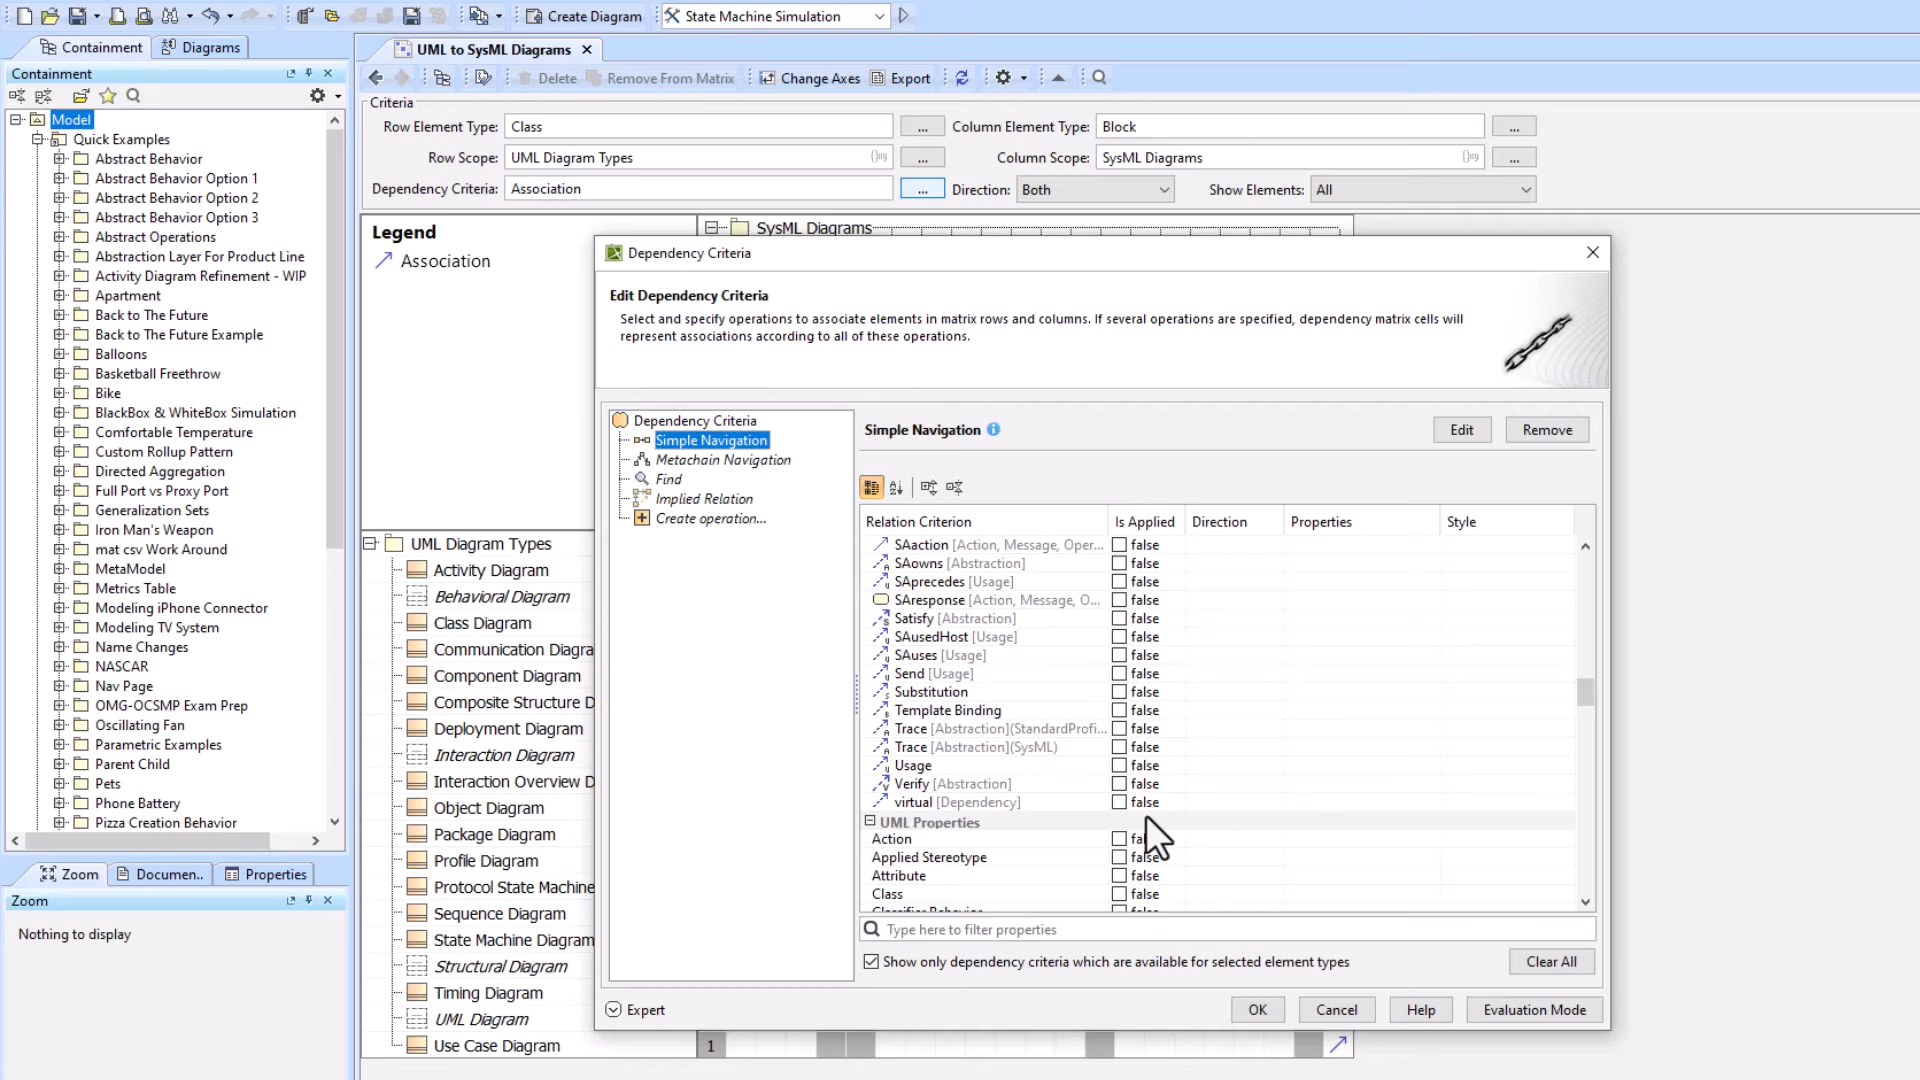 Create Diagram
State Machine Simulation
Containment
Diagrams
UML to SysML Diagrams
Containment
Delete
Remove From Matrix
Change Axes
Export
Criteria
Row Element Type:
Class
...
Column Element Type:
Block
...
Row Scope:
UML Diagram Types
...
Column Scope:
SysML Diagrams
...
Dependency Criteria:
Association
...
Direction:
Both
Show Elements:
All
Model
Quick Examples
Abstract Behavior
Abstract Behavior Option 1
Abstract Behavior Option 2
Abstract Behavior Option 3
Abstract Operations
Abstraction Layer For Product Line
Activity Diagram Refinement - WIP
Apartment
Back to The Future
Back to The Future Example
Balloons
Basketball Freethrow
Bike
BlackBox & WhiteBox Simulation
Comfortable Temperature
Custom Rollup Pattern
Directed Aggregation
Full Port vs Proxy Port
Generalization Sets
Iron Man's Weapon
mat csv Work Around
MetaModel
Metrics Table
Modeling iPhone Connector
Modeling TV System
Name Changes
NASCAR
Nav Page
OMG-OCSMP Exam Prep
Oscillating Fan
Parametric Examples
Parent Child
Pets
Phone Battery
Pizza Creation Behavior
Zoom
Documen..
Properties
Zoom
Nothing to display
Legend
Association
SysML Diagrams
UML Diagram Types
Activity Diagram
Behavioral Diagram
Class Diagram
Communication Diagra
Component Diagram
Composite Structure D
Deployment Diagram
Interaction Diagram
Interaction Overview D
Object Diagram
Package Diagram
Profile Diagram
Protocol State Machine
Sequence Diagram
State Machine Diagram
Structural Diagram
Timing Diagram
UML Diagram
Use Case Diagram
1
Dependency Criteria
Edit Dependency Criteria
Select and specify operations to associate elements in matrix rows and columns. If several operations are specified, dependency matrix cells will
represent associations according to all of these operations.
Dependency Criteria
Simple Navigation
Metachain Navigation
Find
Implied Relation
Create operation...
Simple Navigation
Edit
Remove
Relation Criterion
Is Applied
Direction
Properties
Style
SAaction [Action, Message, Oper... false
SAowns [Abstraction] false
SAprecedes [Usage] false
SAresponse [Action, Message, O... false
Satisfy [Abstraction] false
SAusedHost [Usage] false
SAuses [Usage] false
Send [Usage] false
Substitution false
Template Binding false
Trace [Abstraction](StandardProfi... false
Trace [Abstraction](SysML) false
Usage false
Verify [Abstraction] false
virtual [Dependency] false
UML Properties
Action
Applied Stereotype false
Attribute false
Class false
Type here to filter properties
Show only dependency criteria which are available for selected element types
Clear All
Expert
OK
Cancel
Help
Evaluation Mode